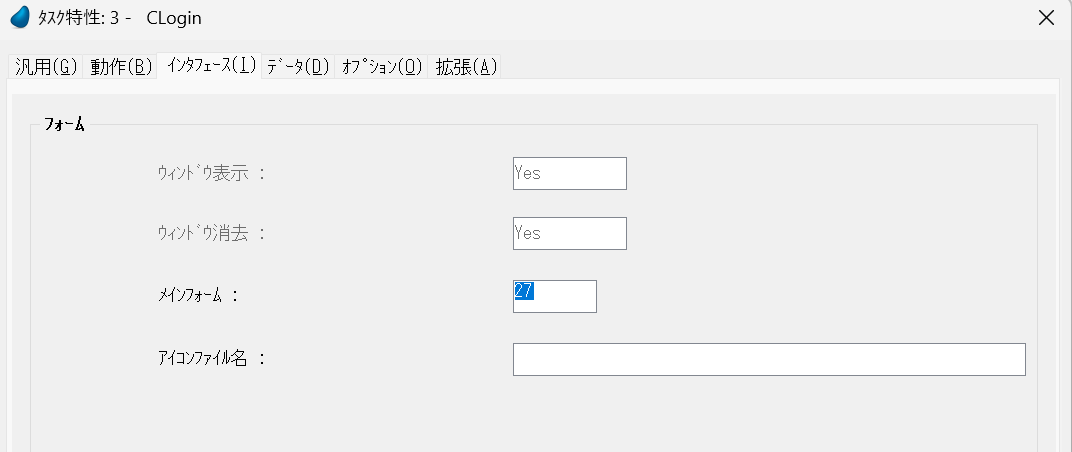 ﾀｽｸ特性: 3 -   CLogin
汎用(G) 動作(B) ｲﾝﾀﾌｪｰｽ(I) ﾃﾞｰﾀ(D) ｵﾌﾟｼｮﾝ(O) 拡張(A)
ﾌｫｰﾑ
ｳｨﾝﾄﾞｳ表示 : Yes
ｳｨﾝﾄﾞｳ消去 : Yes
ﾒｲﾝﾌｫｰﾑ : 27
ｱｲｺﾝﾌｧｲﾙ名 :